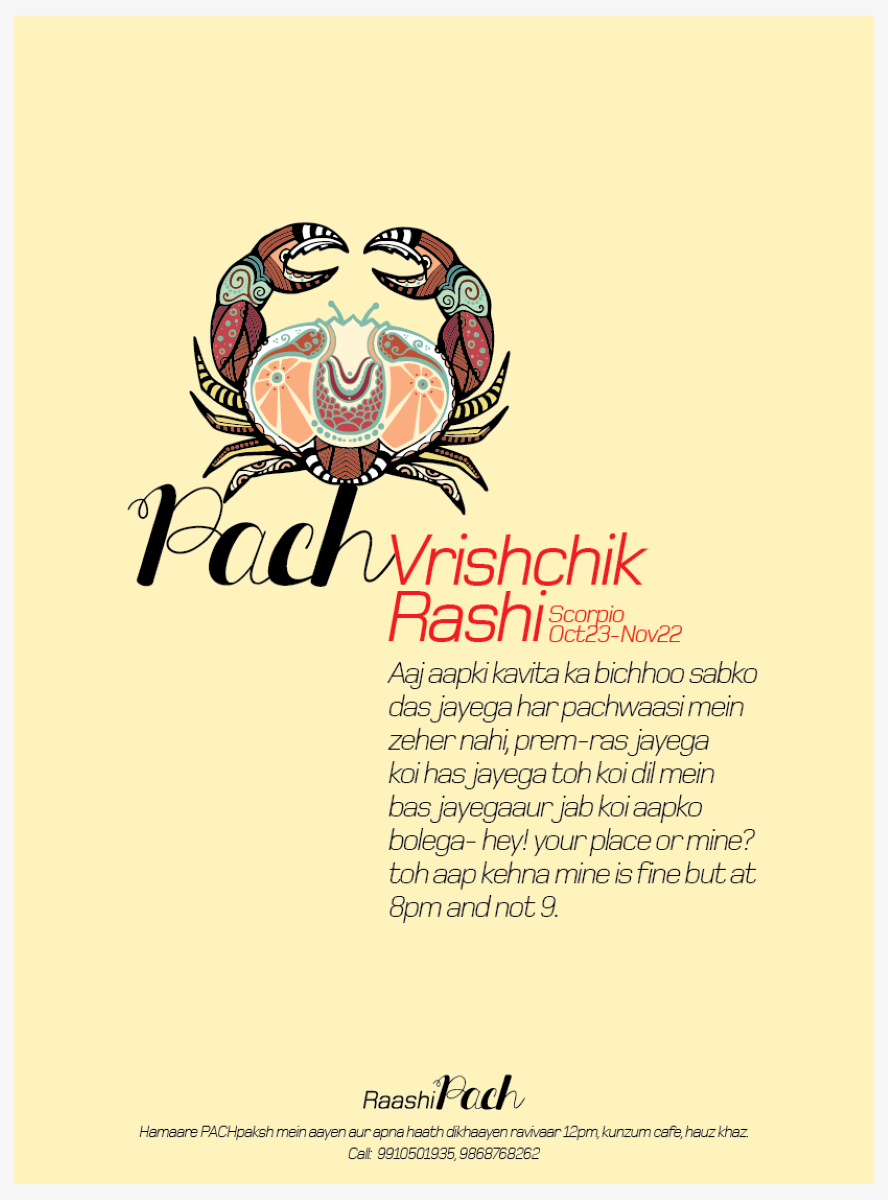 Pach
Vrishchik
Rashi
Scorpio
Oct23-Nov22
Aaj aapki kavita ka bichhoo sabko
das jayega har pachwaasi mein
zeher nahi, prem-ras jayega
koi has jayega toh koi dil mein
bas jayegaaur jab koi aapko
bolega- hey! your place or mine?
toh aap kehna mine is fine but at
8pm and not 9.
Raashi Pach
Hamaare PACHpaksh mein aayen aur apna haath dikhaayen ravivaar 12pm, kunzum cafe, hauz khaz.
Call: 9910501935, 9868768262